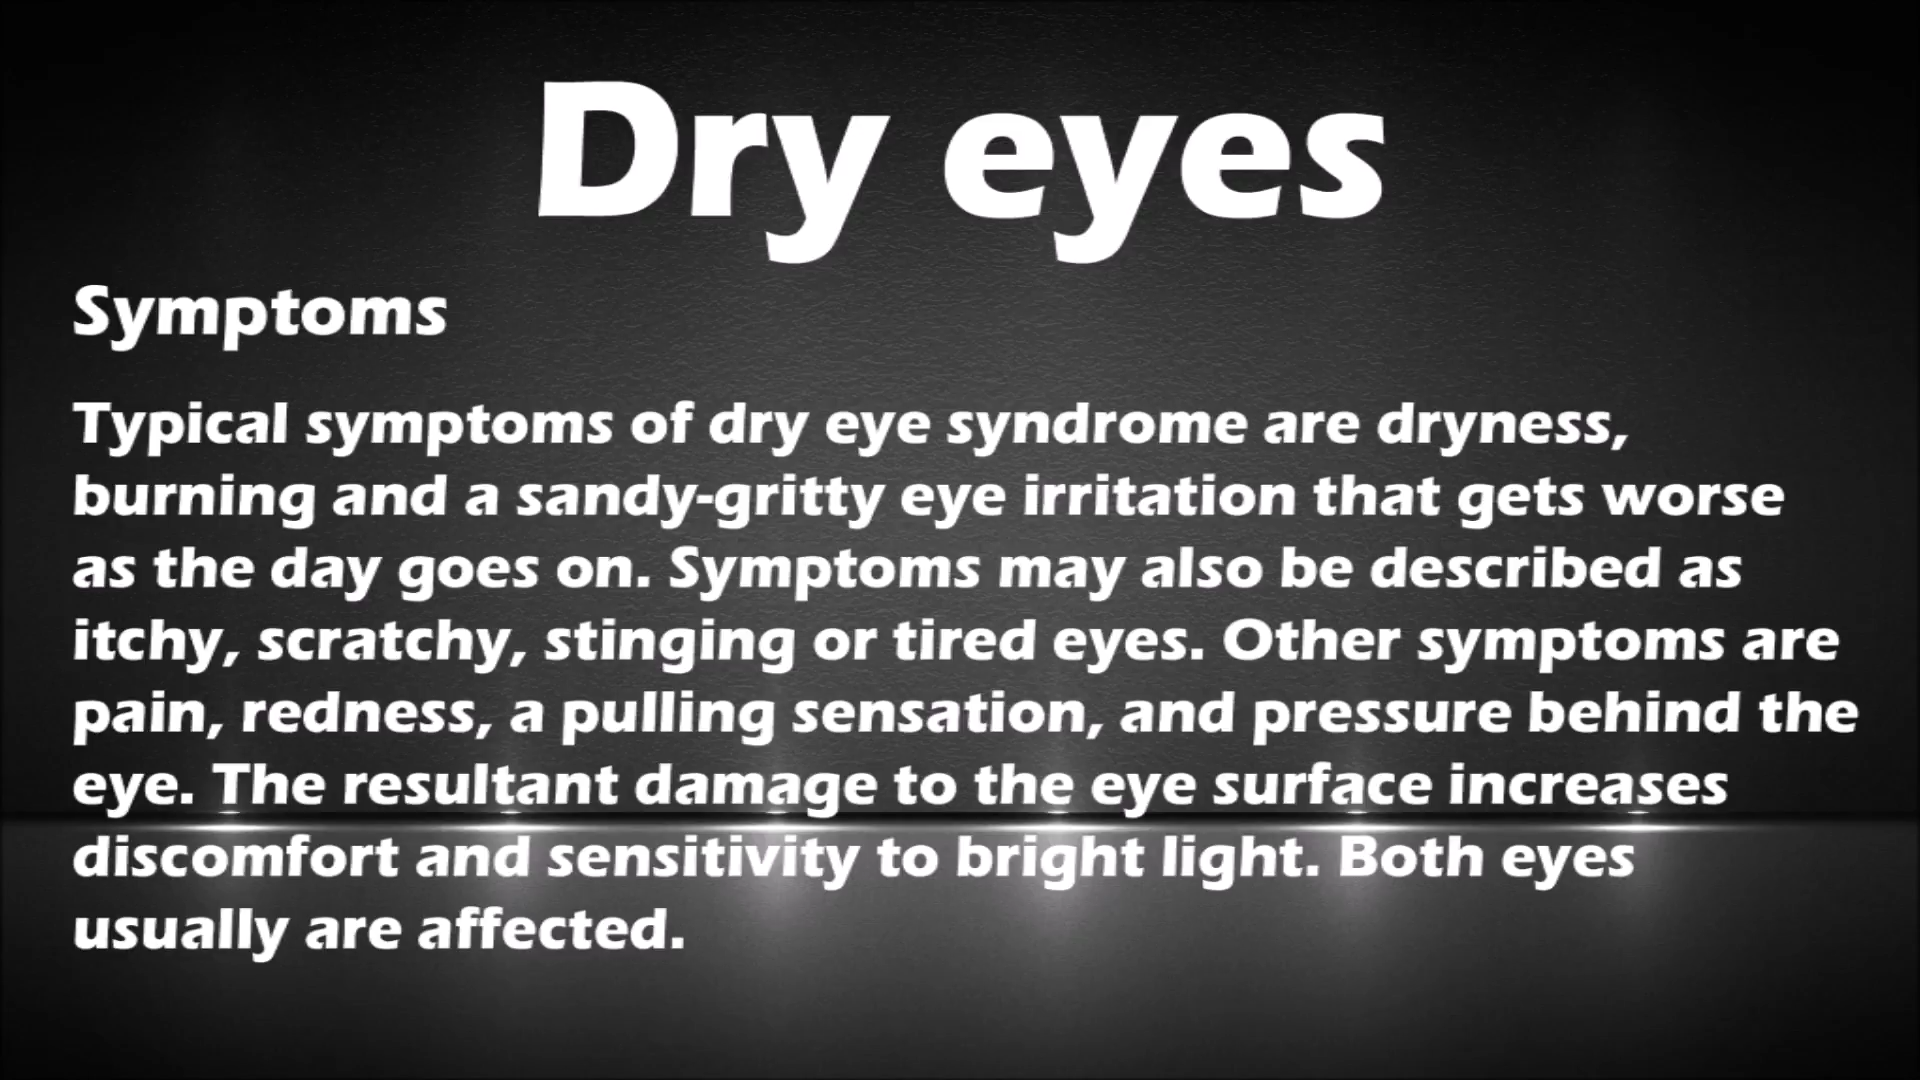 Dry eyes
Symptoms
Typical symptoms of dry eye syndrome are dryness,
burning and a sandy-gritty eye irritation that gets worse
as the day goes on. Symptoms may also be described as
itchy, scratchy, stinging or tired eyes. Other symptoms are
pain, redness, a pulling sensation, and pressure behind the
eye. The resultant damage to the eye surface increases
discomfort and sensitivity to bright light. Both eyes
usually are affected.